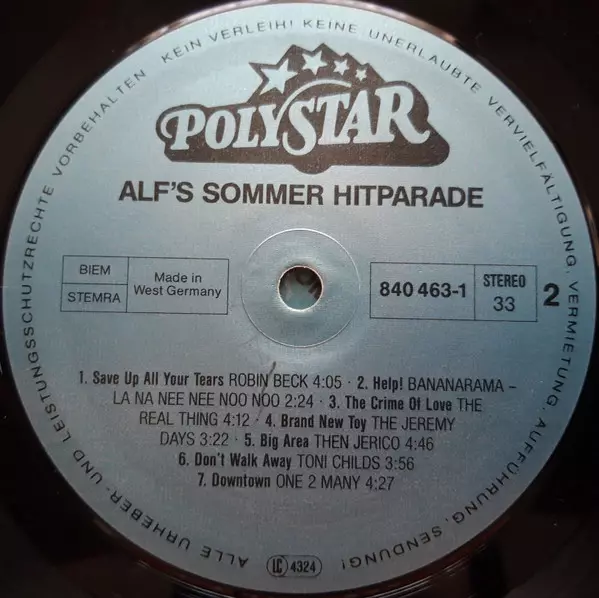 ALLE URHEBER- UND LEISTUNGSSCHUTZRECHTE VORBEHALTEN KEIN VERLEIH! KEINE UNERLAUBTE VERVIELFÄLTIGUNG, VERMIETUNG, AUFFÜHRUNG, SENDUNG!
POLYSTAR
ALF'S SOMMER HITPARADE
BIEM
STEMRA
Made in
West Germany
840 463-1
STEREO
33
2
1. Save Up All Your Tears ROBIN BECK 4:05 · 2. Help! BANANARAMA –
LA NA NEE NEE NOO NOO 2:24 · 3. The Crime Of Love THE
REAL THING 4:12 · 4. Brand New Toy THE JEREMY
DAYS 3:22 · 5. Big Area THEN JERICO 4:46
6. Don't Walk Away TONI CHILDS 3:56
7. Downtown ONE 2 MANY 4:27
LC 4324